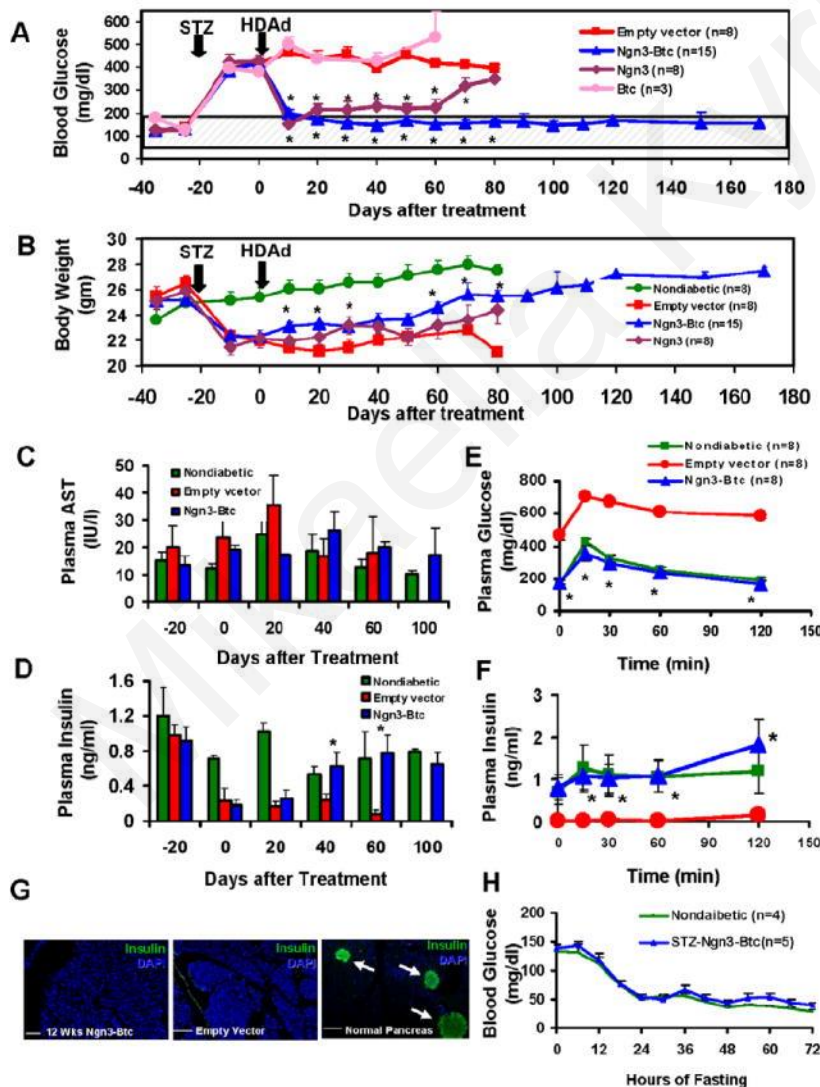 A
STZ
HDAd
Blood Glucose
mg/dl)
600
500
400
300
200
100
0
Empty vector (n=8)
Ngn3-Btc (n=15)
Ngn3 (n=8)
Btc (n=3)
* * * * * * *
* * * * * * * *
-40 -20 0 20 40 60 80 100 120 140 160 180
Days after treatment
B
STZ
HDAd
Body Weight
(gm)
28
26
24
22
20
Nondiabetic (n=8)
Empty vector (n=8)
Ngn3-Btc (n=15)
Ngn3 (n=8)
* * * * * *
-40 -20 0 20 40 60 80 100 120 140 160 180
Days after treatment
C
Plasma AST
(IU/l)
50
40
30
20
10
0
Nondiabetic
Empty vcetor
Ngn3-Btc
-20 0 20 40 60 100
Days after Treatment
E
Plasma Glucose
(mg/dl)
800
600
400
200
0
Nondiabetic (n=8)
Empty vector (n=8)
Ngn3-Btc (n=8)
* * * * *
0 30 60 90 120 150
Time (min)
D
Plasma Insulin
(ng/ml)
1.6
1.2
0.8
0.4
0
Nondiabetic
Empty vector
Ngn3-Btc
* *
-20 0 20 40 60 100
Days after Treatment
F
Plasma Insulin
(ng/ml)
3
2
1
0
* * * *
0 30 60 90 120 150
Time (min)
G
Insulin
DAPI
12 Wks Ngn3-Btc
Insulin
DAPI
Empty Vector
Insulin
DAPI
Normal Pancreas
H
Blood Glucose
(mg/dl)
200
150
100
50
0
Nondaibetic (n=4)
STZ-Ngn3-Btc(n=5)
0 12 24 36 48 60 72
Hours of Fasting
Mikaella Kyr